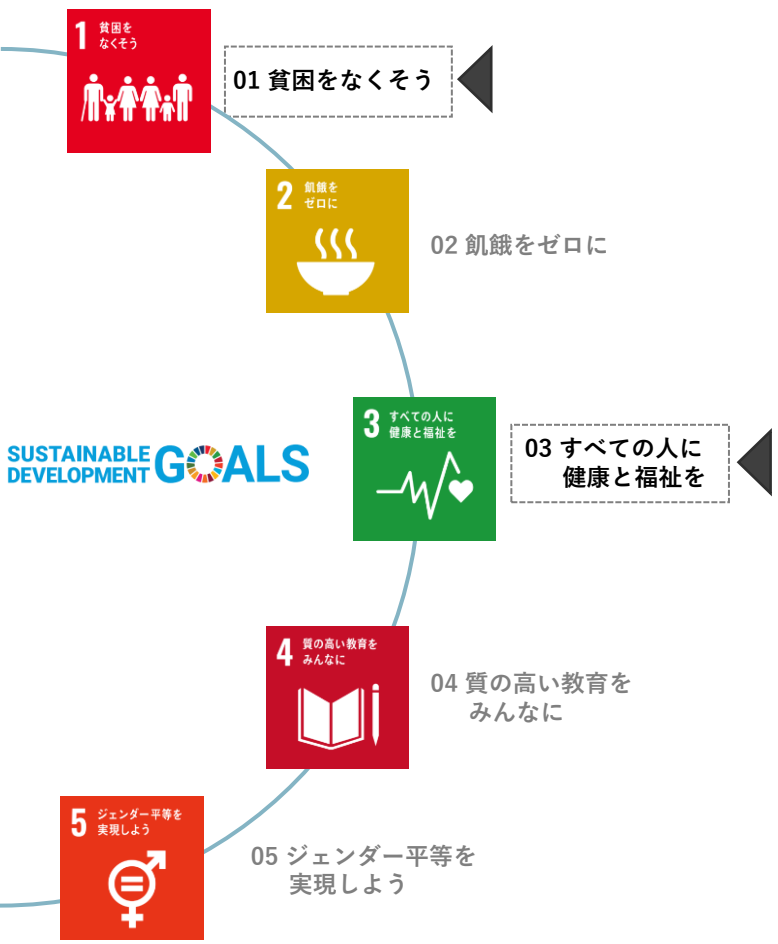 1 貧困を
なくそう
01 貧困をなくそう
2 飢餓を
ゼロに
02 飢餓をゼロに
3 すべての人に
健康と福祉を
03 すべての人に
健康と福祉を
SUSTAINABLE
DEVELOPMENT
GOALS
4 質の高い教育を
みんなに
04 質の高い教育を
みんなに
5 ジェンダー平等を
実現しよう
05 ジェンダー平等を
実現しよう